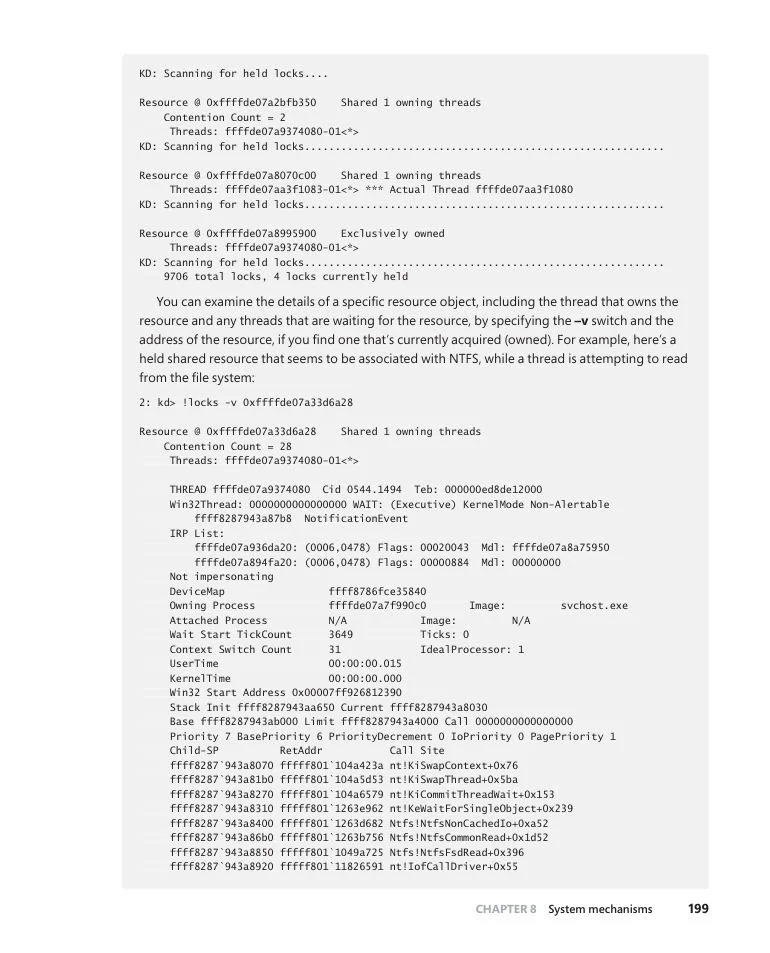 KD: Scanning for held locks....
Resource @ 0xffffde07a2bfb350    Shared 1 owning threads
    Contention Count = 2
     Threads: ffffde07a9374080-01<*>
KD: Scanning for held locks...........................................................
Resource @ 0xffffde07a8070c00    Shared 1 owning threads
     Threads: ffffde07aa3f1083-01<*> *** Actual Thread ffffde07aa3f1080
KD: Scanning for held locks...........................................................
Resource @ 0xffffde07a8995900    Exclusively owned
     Threads: ffffde07a9374080-01<*>
KD: Scanning for held locks...........................................................
    9706 total locks, 4 locks currently held
You can examine the details of a specific resource object, including the thread that owns the
resource and any threads that are waiting for the resource, by specifying the –v switch and the
address of the resource, if you find one that's currently acquired (owned). For example, here's a
held shared resource that seems to be associated with NTFS, while a thread is attempting to read
from the file system:
2: kd> !locks -v 0xffffde07a33d6a28
Resource @ 0xffffde07a33d6a28    Shared 1 owning threads
    Contention Count = 28
     Threads: ffffde07a9374080-01<*>
     THREAD ffffde07a9374080  Cid 0544.1494  Teb: 000000ed8de12000
     Win32Thread: 0000000000000000 WAIT: (Executive) KernelMode Non-Alertable
         ffff8287943a87b8  NotificationEvent
     IRP List:
         ffffde07a936da20: (0006,0478) Flags: 00020043  Mdl: ffffde07a8a75950
         ffffde07a894fa20: (0006,0478) Flags: 00000884  Mdl: 00000000
     Not impersonating
     DeviceMap                 ffff8786fce35840
     Owning Process            ffffde07a7f990c0       Image:         svchost.exe
     Attached Process          N/A            Image:         N/A
     Wait Start TickCount      3649           Ticks: 0
     Context Switch Count      31             IdealProcessor: 1
     UserTime                  00:00:00.015
     KernelTime                00:00:00.000
     Win32 Start Address 0x00007ff926812390
     Stack Init ffff8287943aa650 Current ffff8287943a8030
     Base ffff8287943ab000 Limit ffff8287943a4000 Call 0000000000000000
     Priority 7 BasePriority 6 PriorityDecrement 0 IoPriority 0 PagePriority 1
     Child-SP          RetAddr           Call Site
     ffff8287`943a8070 fffff801`104a423a nt!KiSwapContext+0x76
     ffff8287`943a81b0 fffff801`104a5d53 nt!KiSwapThread+0x5ba
     ffff8287`943a8270 fffff801`104a6579 nt!KiCommitThreadWait+0x153
     ffff8287`943a8310 fffff801`1263e962 nt!KeWaitForSingleObject+0x239
     ffff8287`943a8400 fffff801`1263d682 Ntfs!NtfsNonCachedIo+0xa52
     ffff8287`943a86b0 fffff801`1263b756 Ntfs!NtfsCommonRead+0x1d52
     ffff8287`943a8850 fffff801`1049a725 Ntfs!NtfsFsdRead+0x396
     ffff8287`943a8920 fffff801`11826591 nt!IofCallDriver+0x55
CHAPTER 8   System mechanisms   199